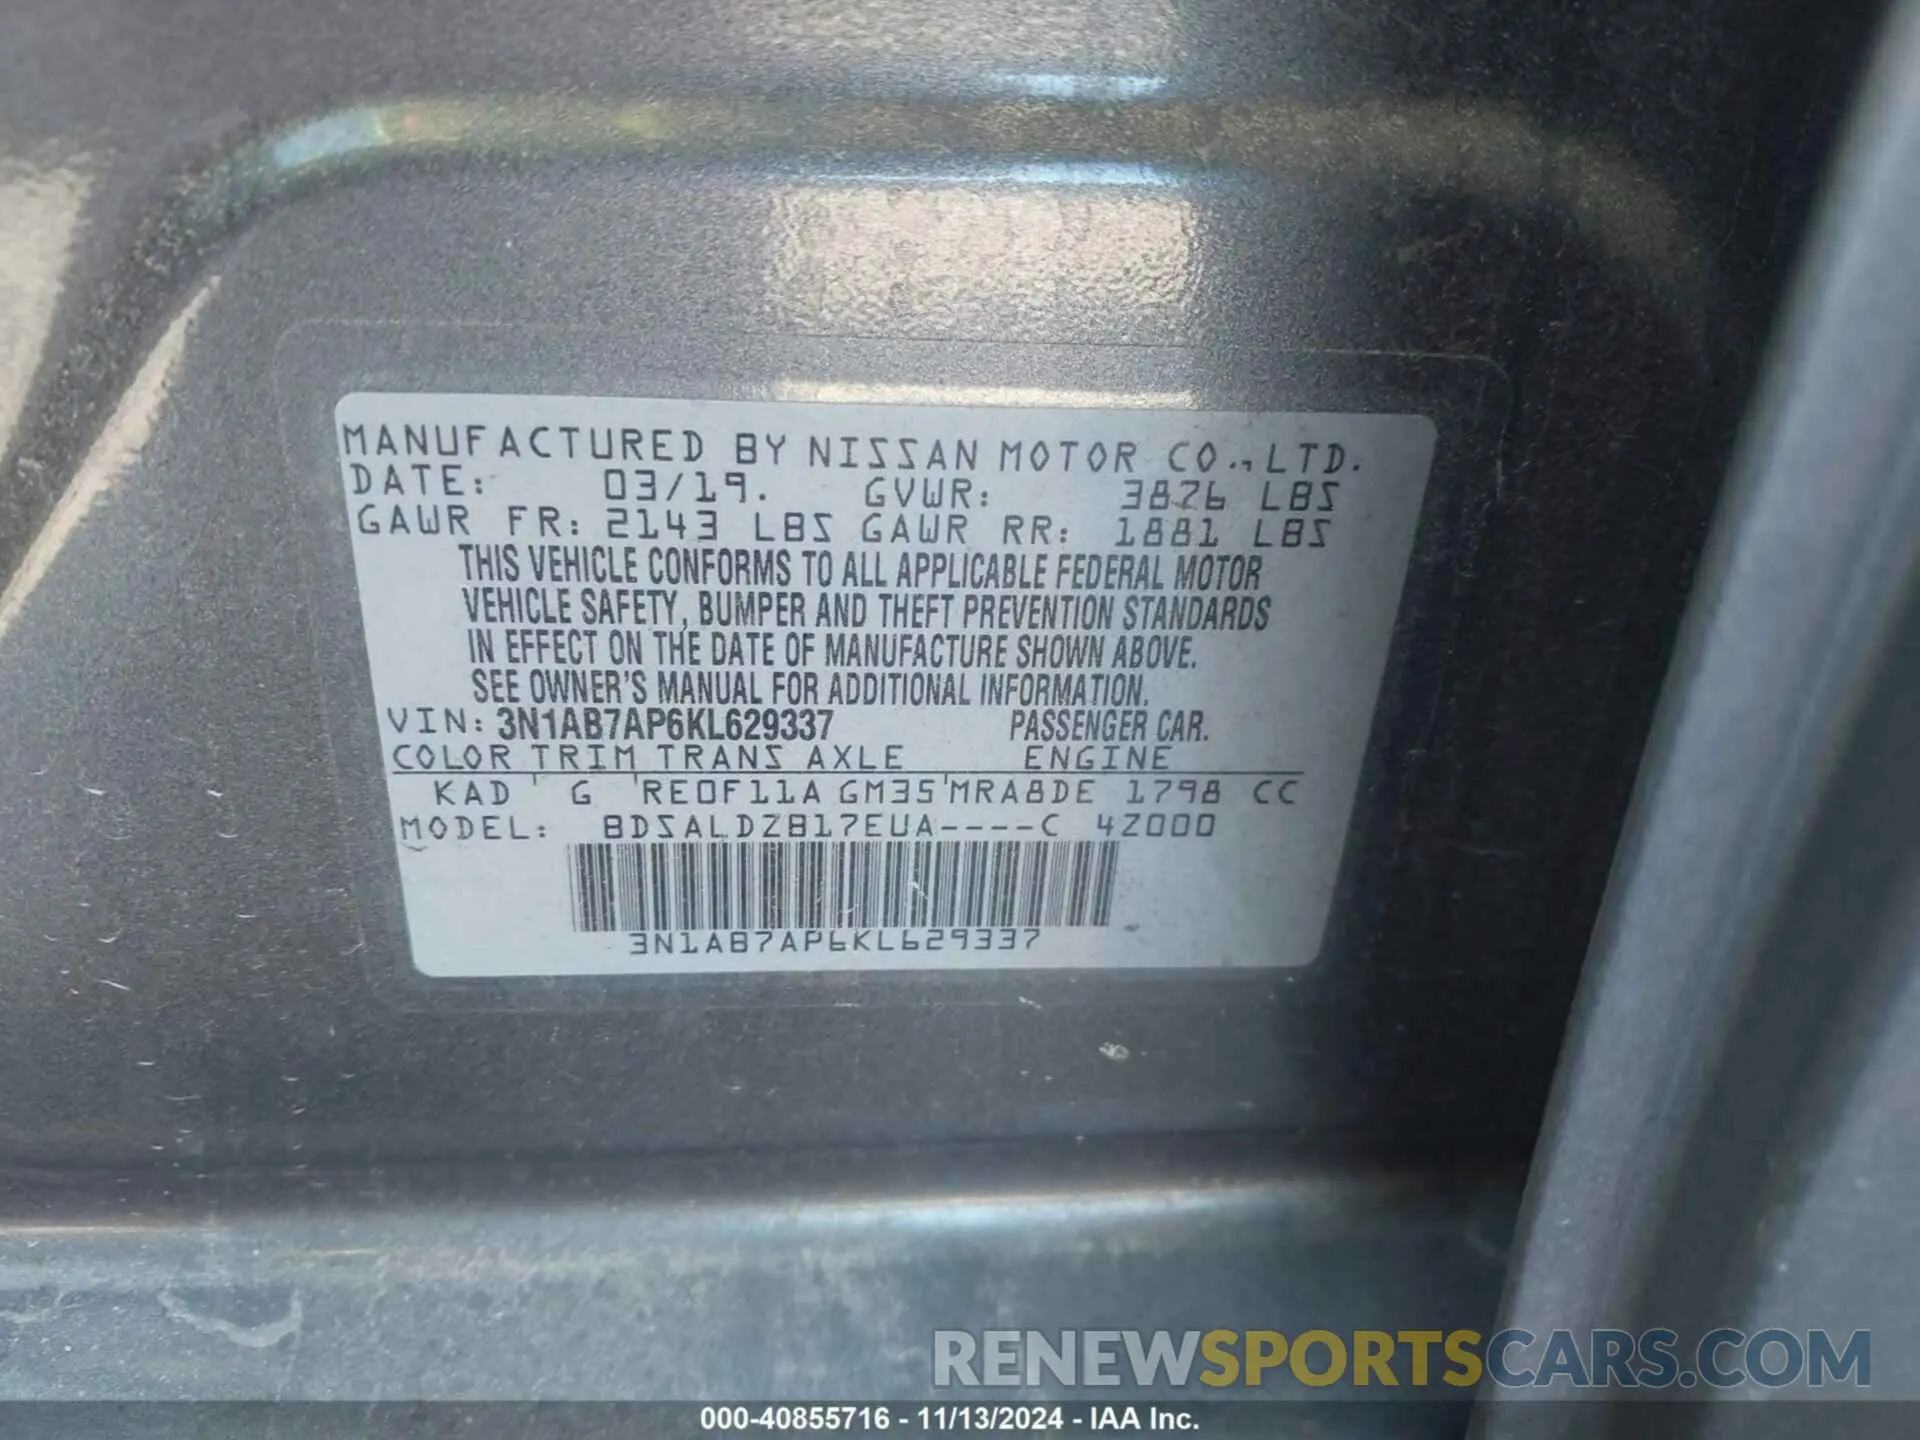 MANUFACTURED BY NISSAN MOTOR CO., LTD.
DATE: 03/19. GVWR: 3826 LBS
GAWR FR: 2143 LBS GAWR RR: 1881 LBS
THIS VEHICLE CONFORMS TO ALL APPLICABLE FEDERAL MOTOR
VEHICLE SAFETY, BUMPER AND THEFT PREVENTION STANDARDS
IN EFFECT ON THE DATE OF MANUFACTURE SHOWN ABOVE.
SEE OWNER'S MANUAL FOR ADDITIONAL INFORMATION.
VIN: 3N1AB7AP6KL629337 PASSENGER CAR.
COLOR TRIM TRANS AXLE ENGINE
KAD G RE0F11A GM35 MRA8DE 1798 CC
MODEL: BDSALDZB17EUA----C 4Z000
3N1AB7AP6KL629337
RENEWSPORTSCARS.COM
000-40855716 - 11/13/2024 - IAA Inc.